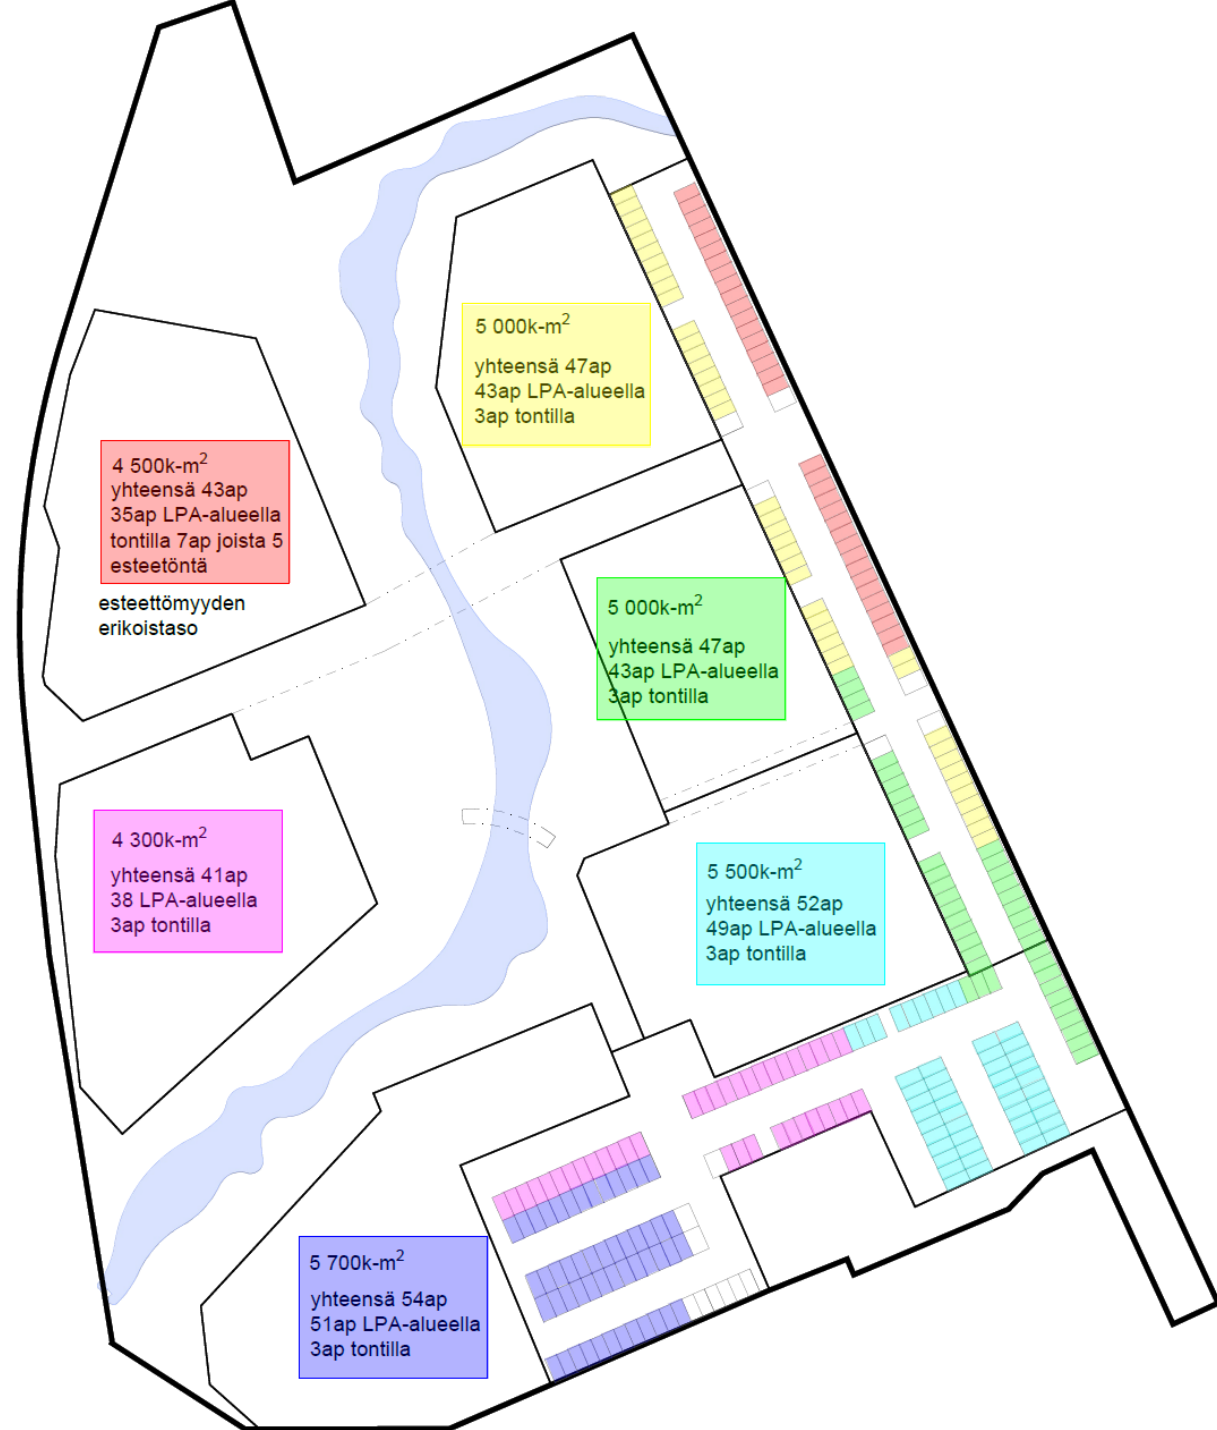 5 000k-m²
yhteensä 47ap
43ap LPA-alueella
3ap tontilla
4 500k-m²
yhteensä 43ap
35ap LPA-alueella
tontilla 7ap joista 5
esteetöntä
esteettömyyden
erikoistaso
5 000k-m²
yhteensä 47ap
43ap LPA-alueella
3ap tontilla
4 300k-m²
yhteensä 41ap
38 LPA-alueella
3ap tontilla
5 500k-m²
yhteensä 52ap
49ap LPA-alueella
3ap tontilla
5 700k-m²
yhteensä 54ap
51ap LPA-alueella
3ap tontilla